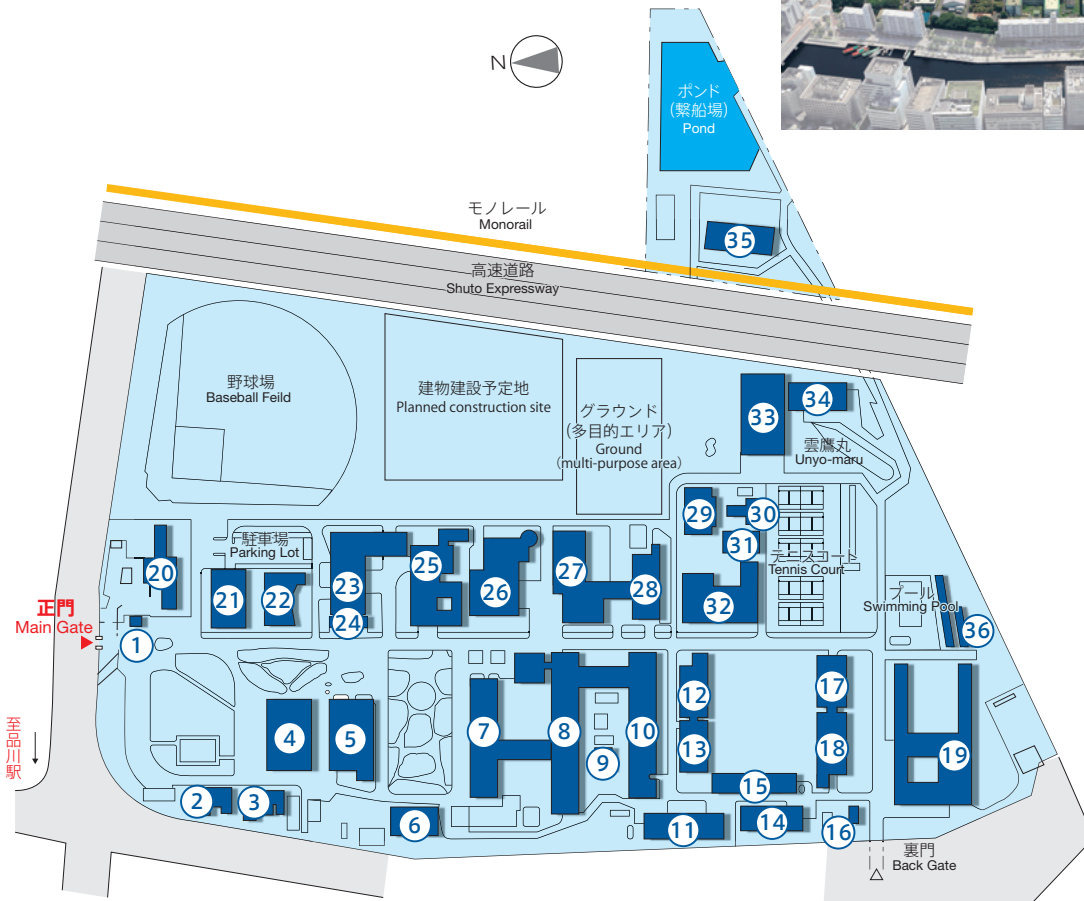 N
ポンド
(繋船場)
Pond
35
モノレール
Monorail
高速道路
Shuto Expressway
野球場
Baseball Feild
建物建設予定地
Planned construction site
グラウンド
(多目的エリア)
Ground
(multi-purpose area)
33
34
雲鷹丸
Unyo-maru
29
30
31
テニスコート
Tennis Court
32
駐車場
Parking Lot
20
21
22
23
24
25
26
27
28
プール
Swimming Pool
36
正門
Main Gate
1
至品川駅
4
5
7
8
9
10
12
13
17
18
19
2
3
6
11
15
14
16
裏門
Back Gate